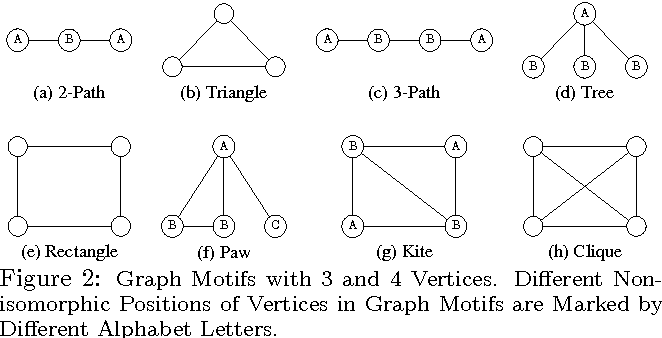 A B A A B B A A
B B B
(a) 2-Path (b) Triangle (c) 3-Path (d) Tree
A B A
B B C A B
(e) Rectangle (f) Paw (g) Kite (h) Clique
Figure 2: Graph Motifs with 3 and 4 Vertices. Different Non-
isomorphic Positions of Vertices in Graph Motifs are Marked by
Different Alphabet Letters.